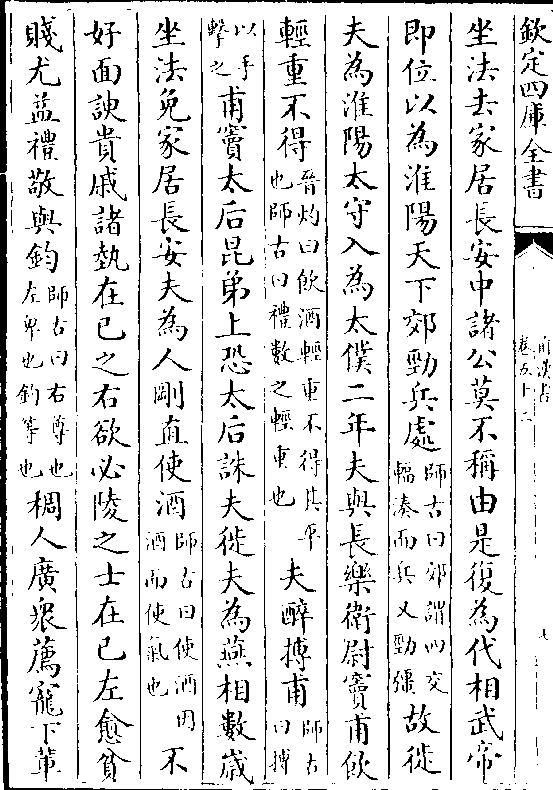 欽定四庫全書
前漢書
卷五十二
七
坐法去家居長安中諸公莫不稱由是復為代相武帝
即位以為淮陽天下郊勁兵處師古曰郊謂四交輻湊而兵又勁彊故徙
夫為淮陽太守入為太僕二年夫與長樂衛尉竇甫飲
輕重不得晉灼曰飲酒輕重不得其平也師古曰禮數之輕重也夫醉搏甫師古曰搏
以手擊之甫竇太后昆弟上恐太后誅夫徙夫為燕相數嵗
坐法免家居長安夫為人剛直使酒師古曰使酒因酒而使氣也不
好面諛貴戚諸埶在已之右欲必陵之士在已左愈貧
賤尤益禮敬與鈞師古曰右尊也左卑也鈞等也稠人廣衆薦寵下軰